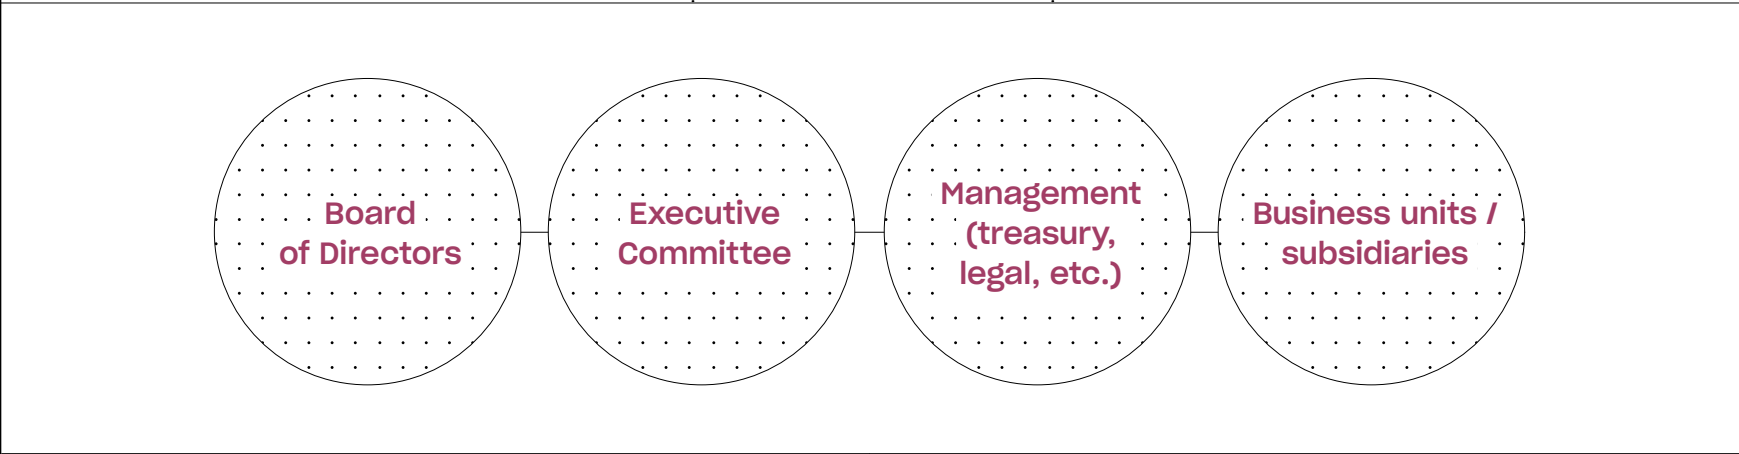 Board
of Directors
Executive
Committee
Management
(treasury,
legal, etc.)
Business units /
subsidiaries